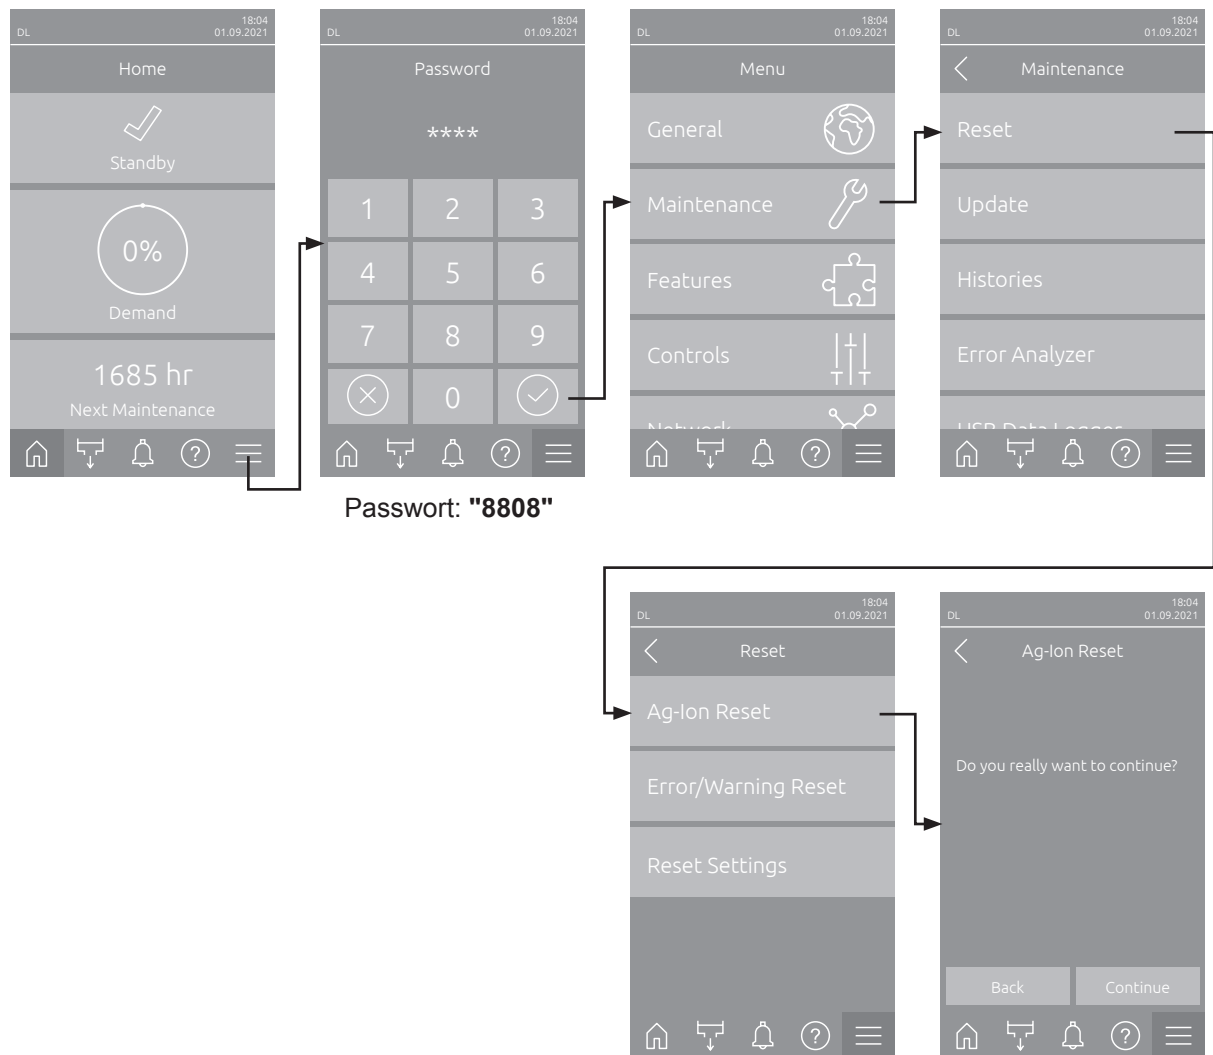 18:04
DL 01.09.2021
Home
Standby
0%
Demand
1685 hr
Next Maintenance
18:04
DL 01.09.2021
Password
****
1 2 3
4 5 6
7 8 9
0
Passwort: "8808"
18:04
DL 01.09.2021
Menu
General
Maintenance
Features
Controls
Network
18:04
DL 01.09.2021
Maintenance
Reset
Update
Histories
Error Analyzer
USB Data Logger
18:04
DL 01.09.2021
Reset
Ag-Ion Reset
Error/Warning Reset
Reset Settings
18:04
DL 01.09.2021
Ag-Ion Reset
Do you really want to continue?
Back Continue